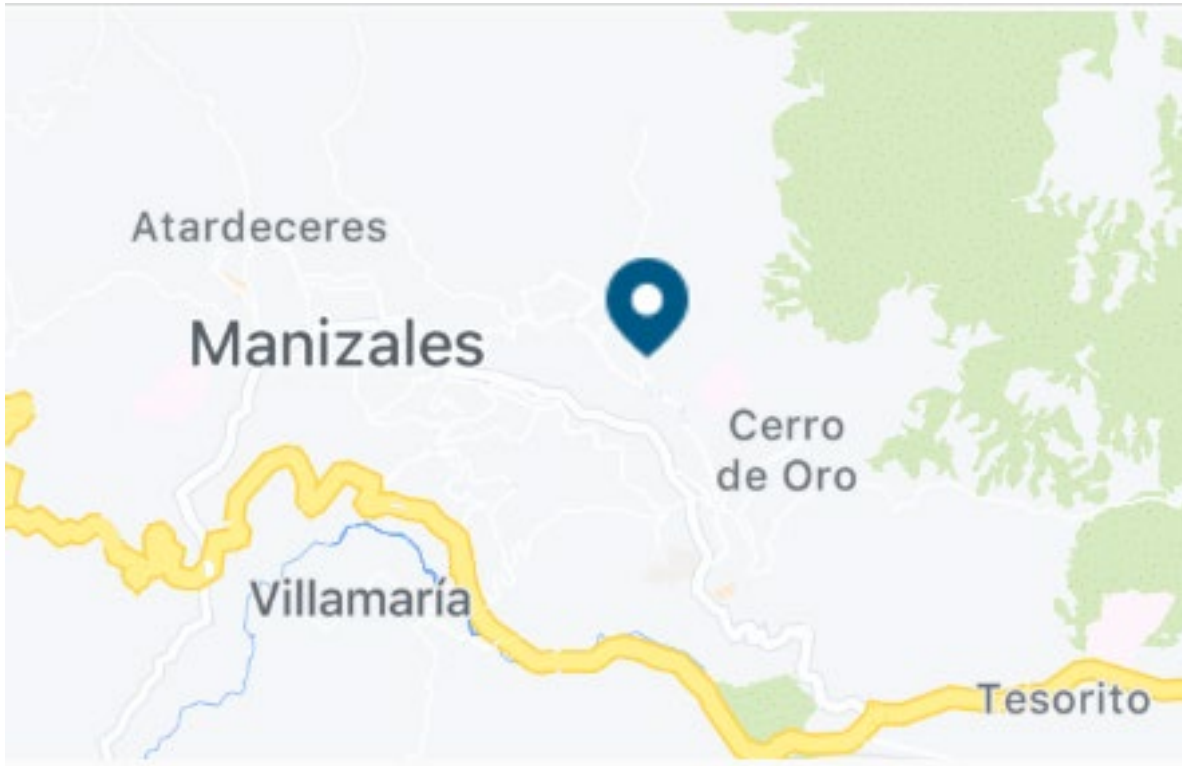 Atardeceres
Manizales
Cerro
de Oro
Villamaría
Tesorito